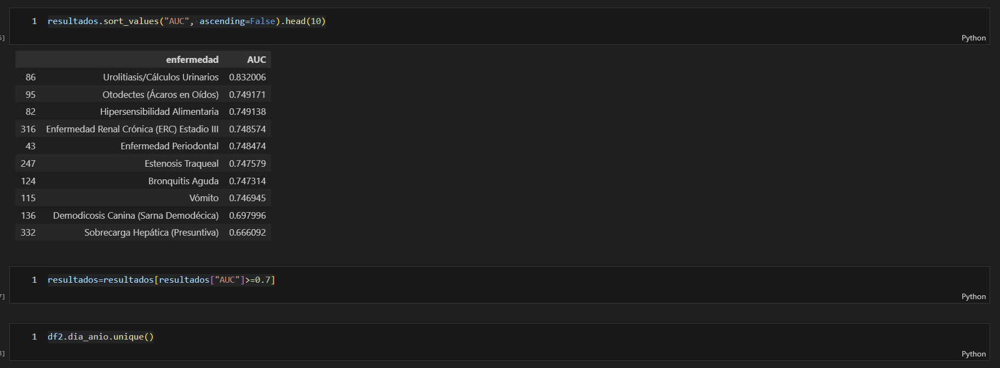 1 resultados.sort_values("AUC", ascending=False).head(10)
5]
Python
enfermedad AUC
86 Urolitiasis/Cálculos Urinarios 0.832006
95 Otodectes (Ácaros en Oídos) 0.749171
82 Hipersensibilidad Alimentaria 0.749138
316 Enfermedad Renal Crónica (ERC) Estadio III 0.748574
43 Enfermedad Periodontal 0.748474
247 Estenosis Traqueal 0.747579
124 Bronquitis Aguda 0.747314
115 Vómito 0.746945
136 Demodicosis Canina (Sarna Demodécica) 0.697996
332 Sobrecarga Hepática (Presuntiva) 0.666092
1 resultados=resultados[resultados["AUC"]>=0.7]
7]
Python
1 df2.dia_anio.unique()
3]
Python